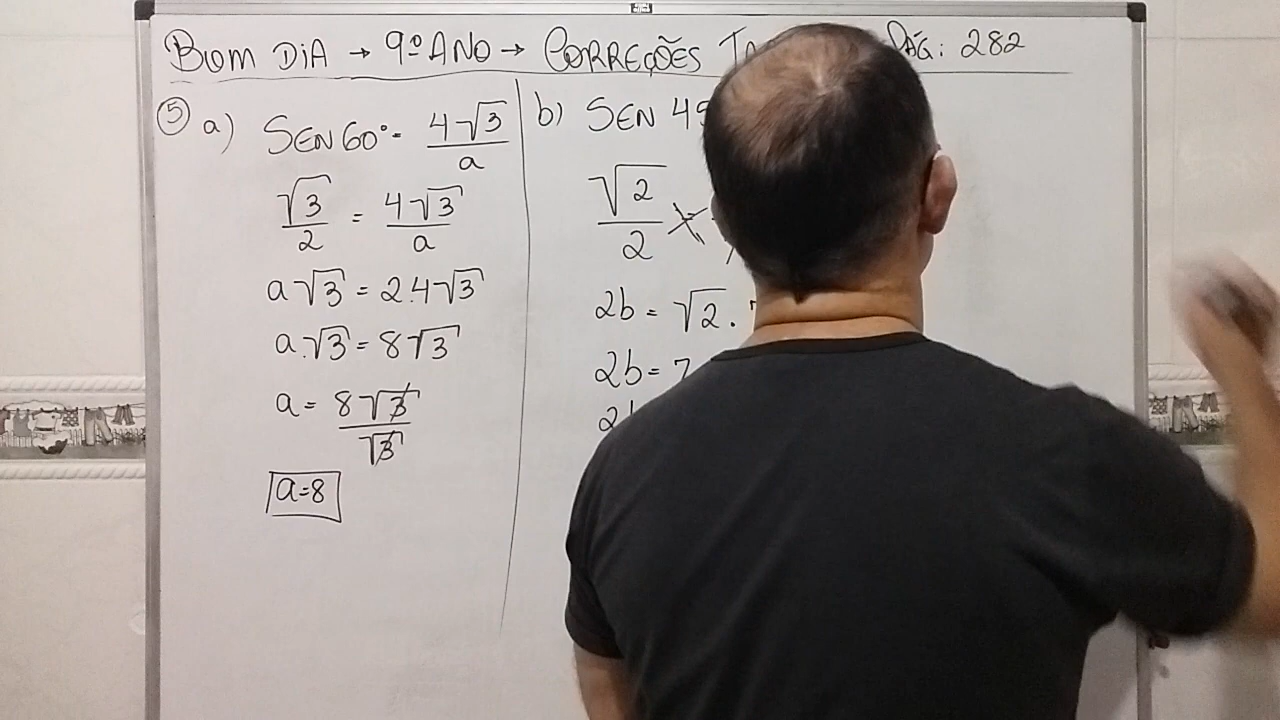 BOM DIA → 9º ANO → CORREÇÕES PÁG: 282
5 a) SEN 60° = 4√3/a
√3/2 = 4√3/a
a√3 = 2.4√3
a.√3 = 8√3
a = 8√3/√3
a=8
b) SEN 45
√2/2
2b = √2.
2b = 7